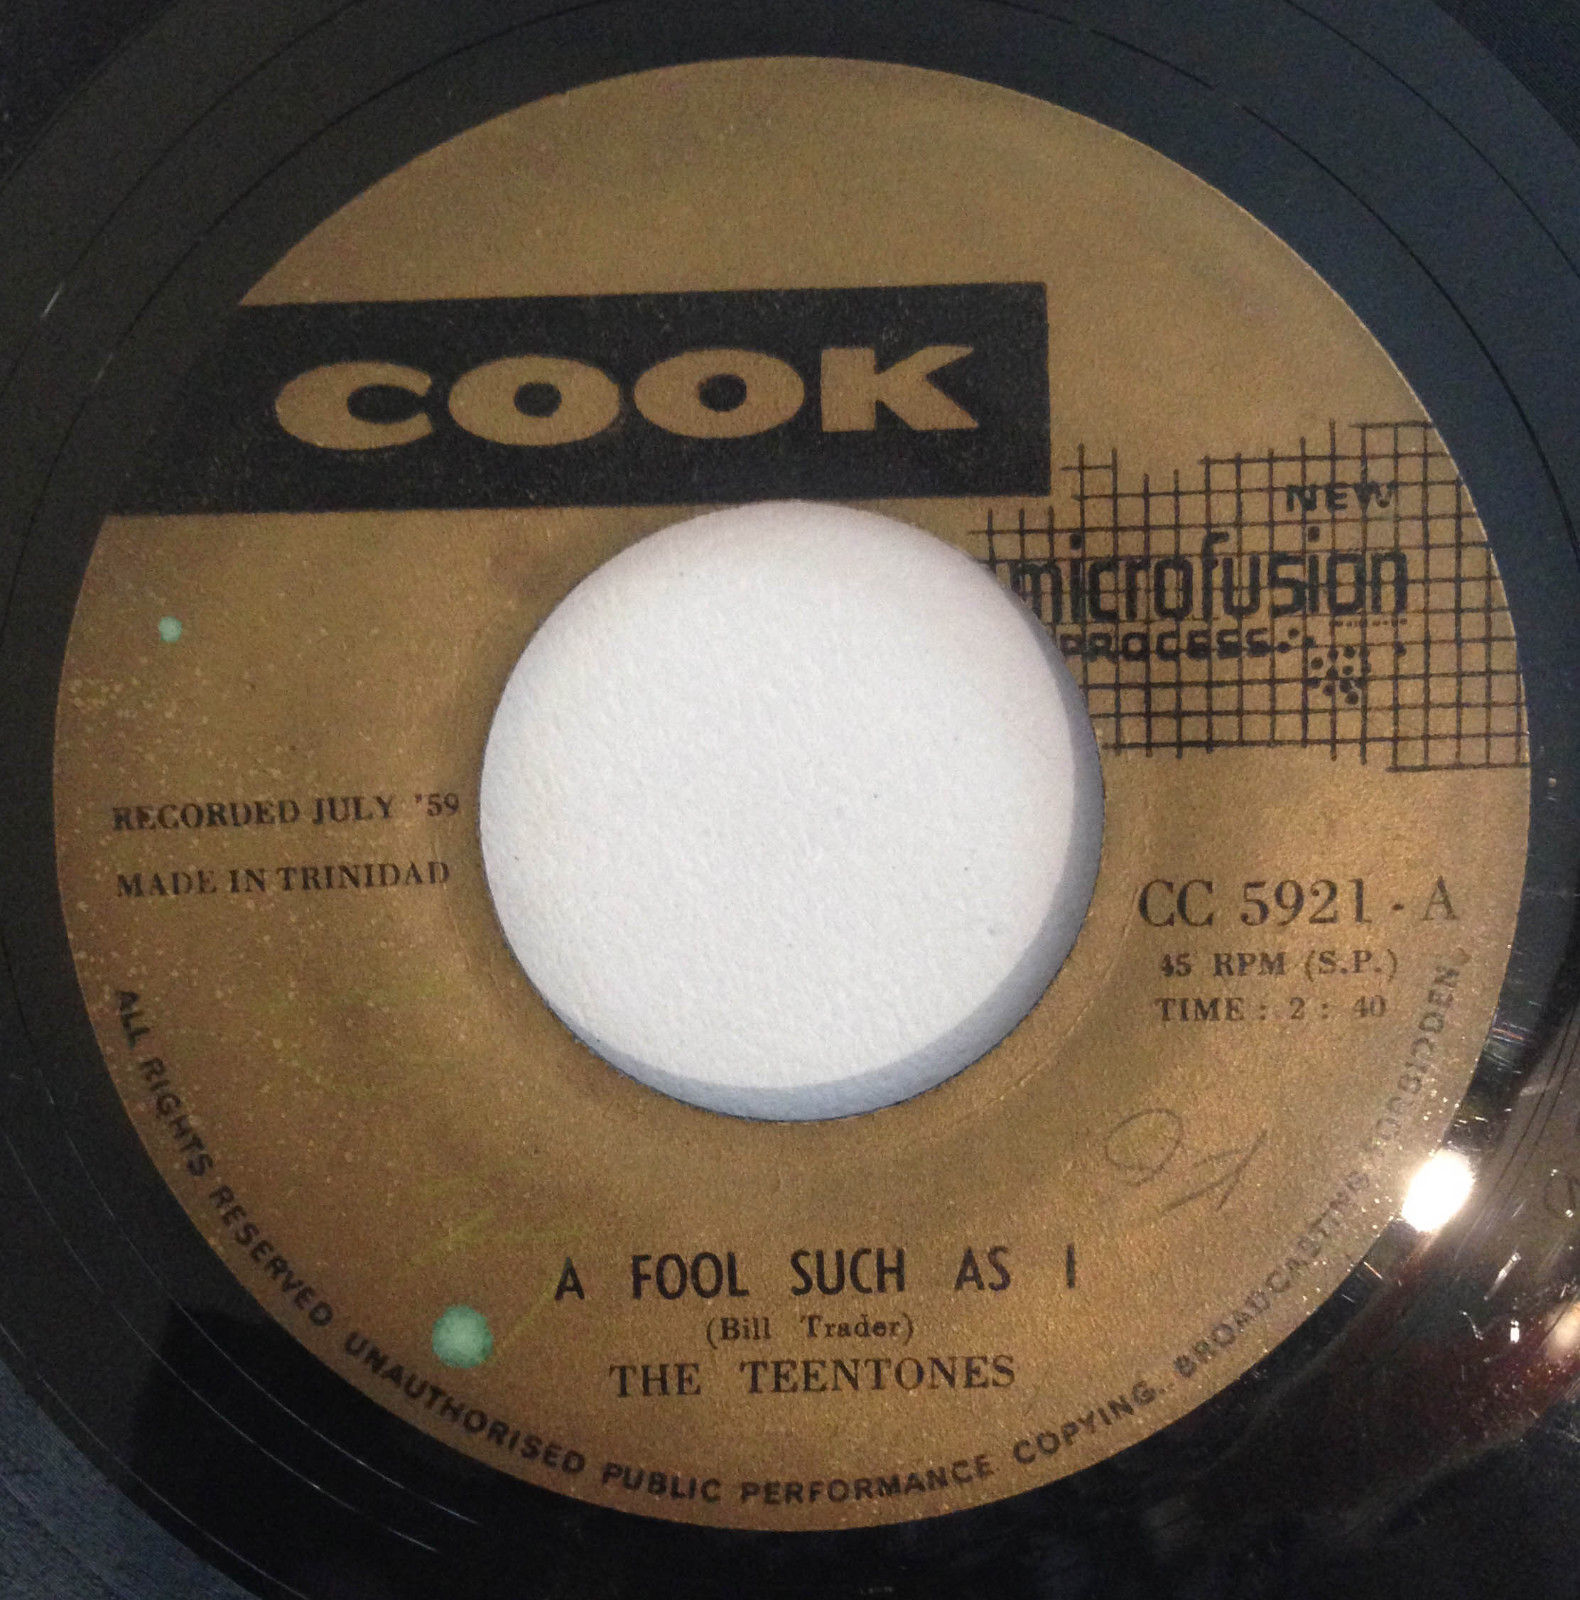 COOK
NEW
microfusion
PROCESS
RECORDED JULY '59
MADE IN TRINIDAD
CC 5921 - A
45 RPM (S.P.)
TIME : 2 : 40
A FOOL SUCH AS I
(Bill Trader)
THE TEENTONES
ALL RIGHTS RESERVED UNAUTHORISED PUBLIC PERFORMANCE COPYING. BROADCASTING FORBIDDEN.